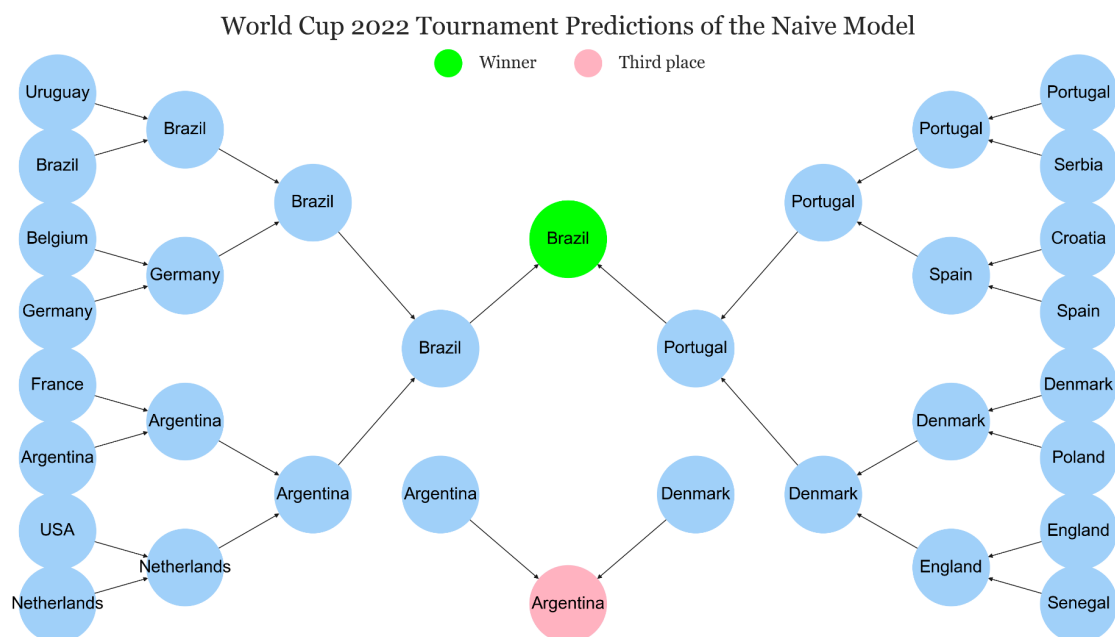 World Cup 2022 Tournament Predictions of the Naive Model
Winner Third place
Uruguay
Brazil
Belgium
Germany
France
Argentina
USA
Netherlands
Brazil
Germany
Argentina
Netherlands
Brazil
Argentina
Brazil
Argentina
Brazil
Argentina
Portugal
Denmark
Portugal
Denmark
Portugal
Spain
Denmark
England
Portugal
Serbia
Croatia
Spain
Denmark
Poland
England
Senegal